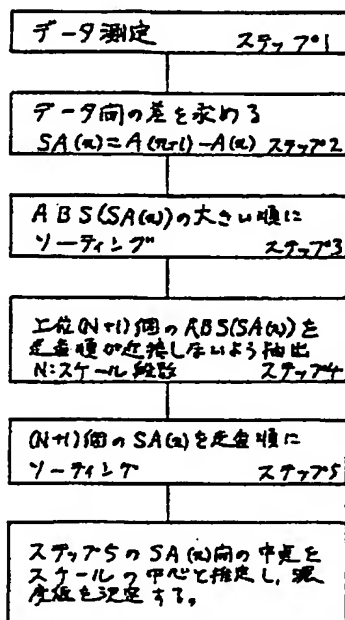 データ測定 ステップ1
データ間の差を求める
SA(n)=A(n+1)-A(n) ステップ2
ABS(SA(n))の大きい順に
ソーティング ステップ3
上位(N+1)個のABS(SA(n))を
走査順が近接しないよう抽出
N:スケール段数 ステップ4
(N+1)個のSA(n)を走査順に
ソーティング ステップ5
ステップ5のSA(n)間の中点を
スケールの中心と推定し、濃
度値を決定する。